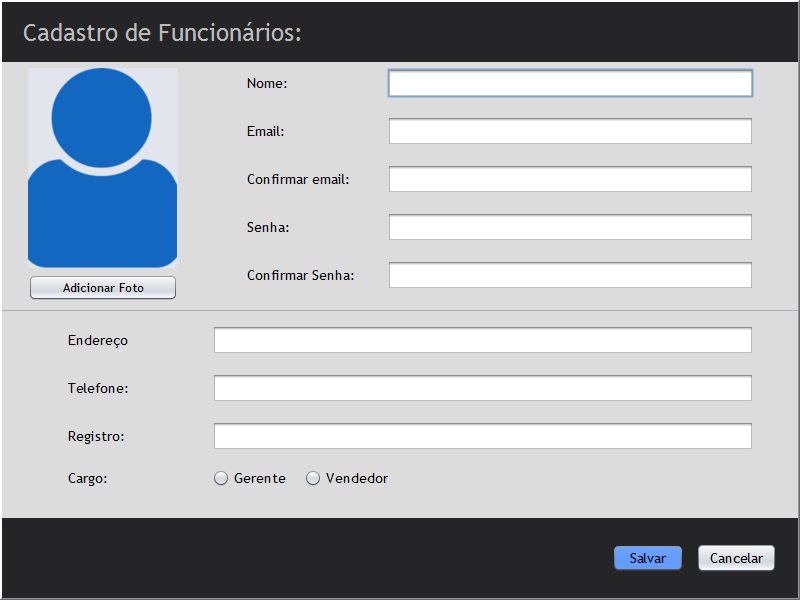 Cadastro de Funcionários:
Nome:
Email:
Confirmar email:
Senha:
Confirmar Senha:
Adicionar Foto
Endereço
Telefone:
Registro:
Cargo: Gerente Vendedor
Salvar Cancelar